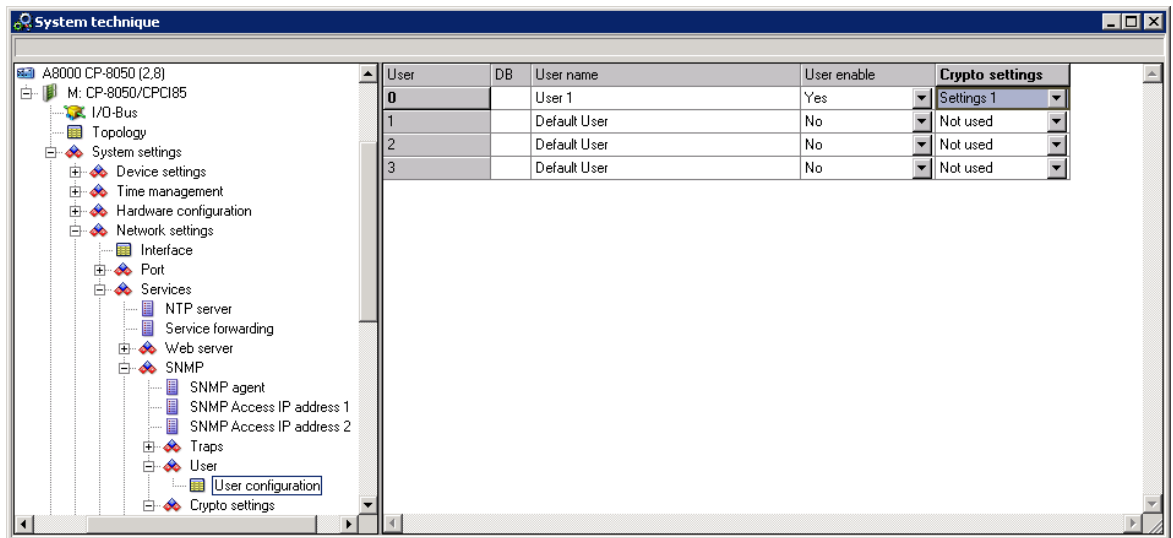 System technique
A8000 CP-8050 (2,8)
M: CP-8050/CPCI85
I/O-Bus
Topology
System settings
Device settings
Time management
Hardware configuration
Network settings
Interface
Port
Services
NTP server
Service forwarding
Web server
SNMP
SNMP agent
SNMP Access IP address 1
SNMP Access IP address 2
Traps
User
User configuration
Crypto settings
User DB User name User enable Crypto settings
0 User 1 Yes Settings 1
1 Default User No Not used
2 Default User No Not used
3 Default User No Not used